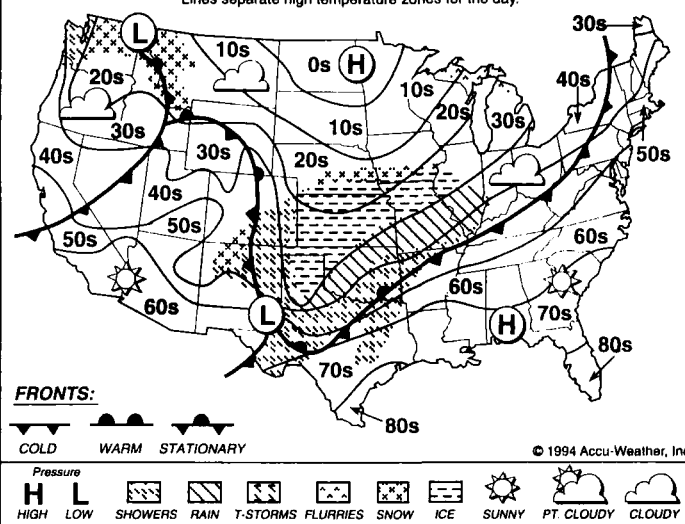 Lines separate high temperature zones for the day.
L
10s
0s
H
30s
20s
10s
20s
40s
30s
10s
30s
30s
20s
50s
40s
40s
50s
50s
60s
60s
60s
L
H
70s
70s
80s
80s
FRONTS:
COLD WARM STATIONARY
© 1994 Accu-Weather, Inc
Pressure
H L
HIGH LOW SHOWERS RAIN T-STORMS FLURRIES SNOW ICE SUNNY PT. CLOUDY CLOUDY